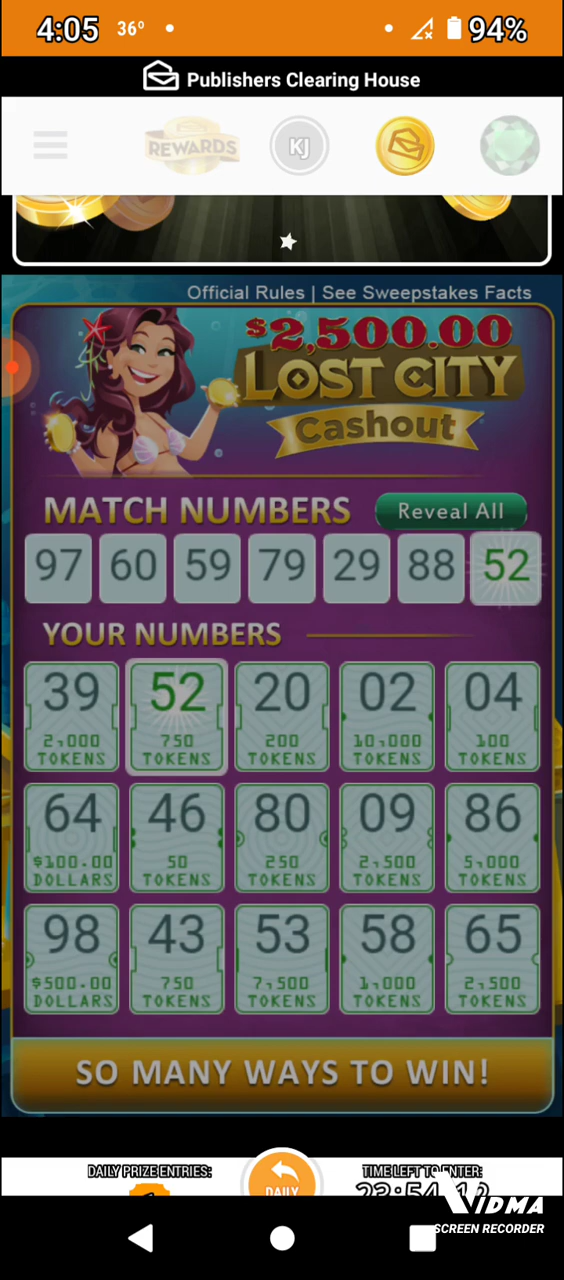 4:05 36° 94%
Publishers Clearing House
REWARDS KJ
Official Rules | See Sweepstakes Facts
$2,500.00
LOST CITY
Cashout
MATCH NUMBERS Reveal All
97 60 59 79 29 88 52
YOUR NUMBERS
39 52 20 02 04
2,000 750 200 10,000 100
TOKENS TOKENS TOKENS TOKENS TOKENS
64 46 80 09 86
$100.00 50 250 2,500 5,000
DOLLARS TOKENS TOKENS TOKENS TOKENS
98 43 53 58 65
$500.00 750 7,500 1,000 2,500
DOLLARS TOKENS TOKENS TOKENS TOKENS
SO MANY WAYS TO WIN!
DAILY PRIZE ENTRIES: TIME LEFT TO ENTER:
DAILY
VIDMA
SCREEN RECORDER